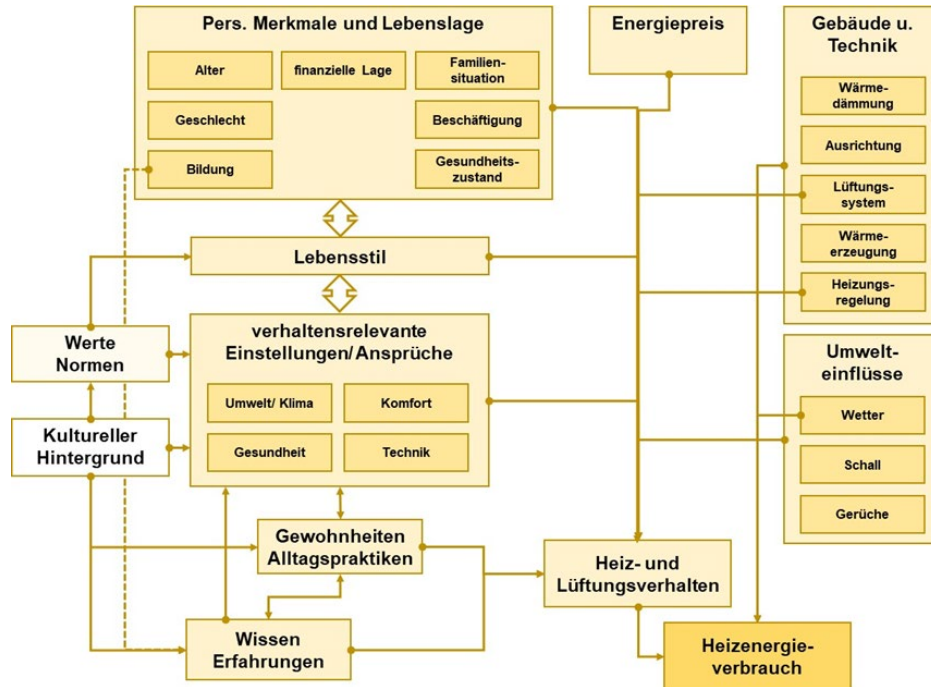 Pers. Merkmale und Lebenslage
Alter
finanzielle Lage
Familien-
situation
Geschlecht
Beschäftigung
Bildung
Gesundheits-
zustand
Energiepreis
Gebäude u.
Technik
Wärme-
dämmung
Ausrichtung
Lüftungs-
system
Wärme-
erzeugung
Heizungs-
regelung
Lebensstil
Werte
Normen
verhaltensrelevante
Einstellungen/Ansprüche
Umwelt/ Klima
Komfort
Gesundheit
Technik
Kultureller
Hintergrund
Umwelt-
einflüsse
Wetter
Schall
Gerüche
Gewohnheiten
Alltagspraktiken
Heiz- und
Lüftungsverhalten
Wissen
Erfahrungen
Heizenergie-
verbrauch